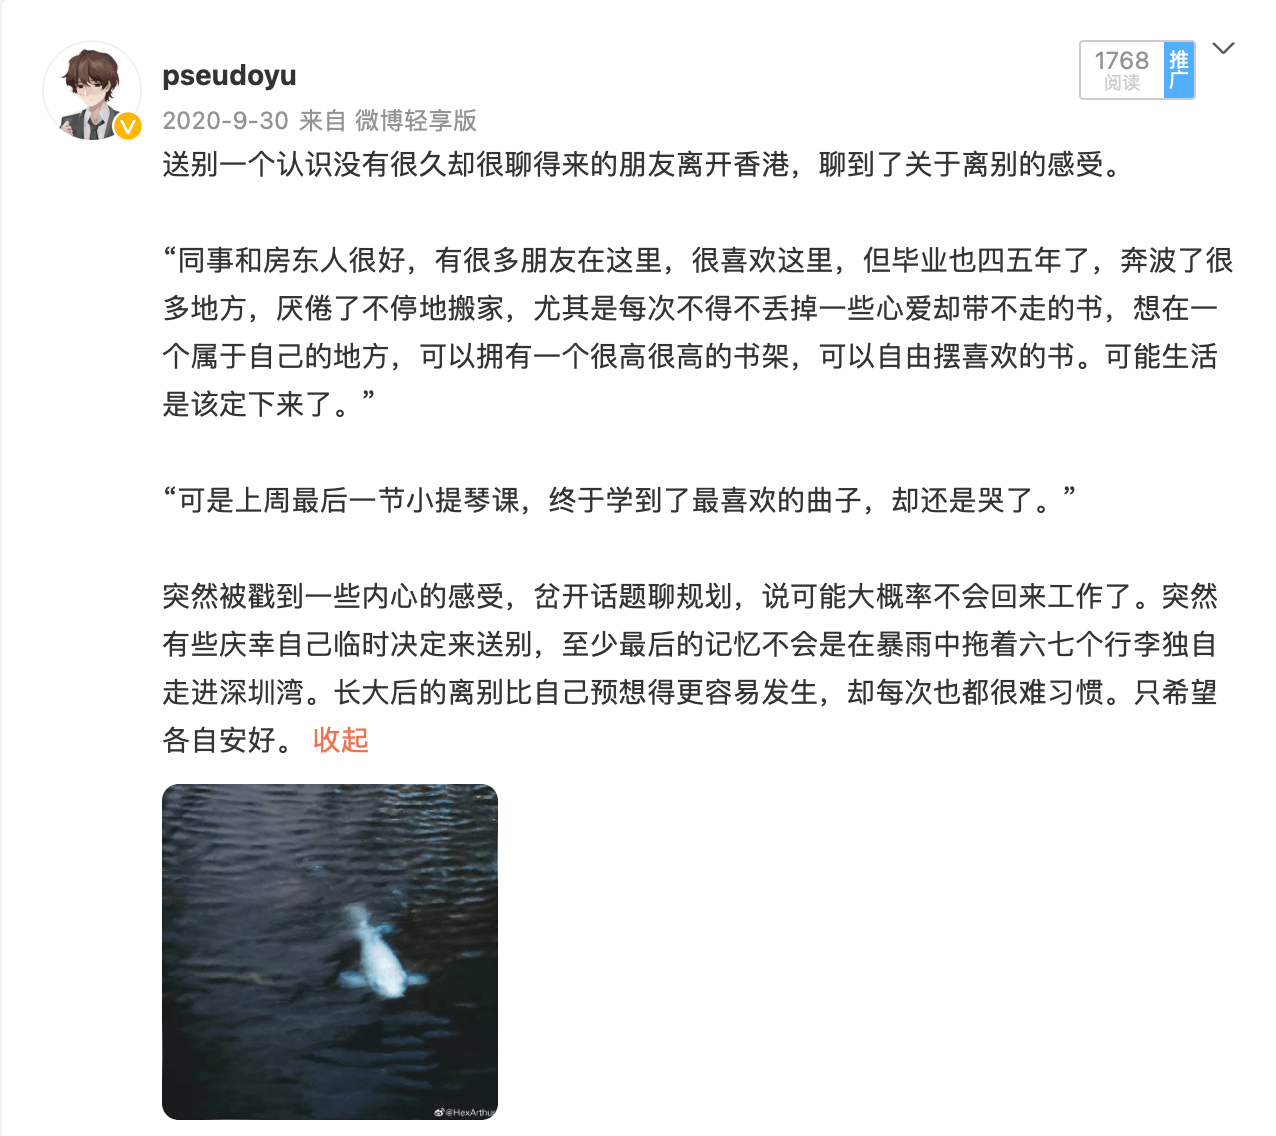 pseudoyu
1768
阅读
推广
2020-9-30 来自 微博轻享版
送别一个认识没有很久却很聊得来的朋友离开香港，聊到了关于离别的感受。
“同事和房东人很好，有很多朋友在这里，很喜欢这里，但毕业也四五年了，奔波了很
多地方，厌倦了不停地搬家，尤其是每次不得不丢掉一些心爱却带不走的书，想在一
个属于自己的地方，可以拥有一个很高很高的书架，可以自由摆喜欢的书。可能生活
是该定下来了。”
“可是上周最后一节小提琴课，终于学到了最喜欢的曲子，却还是哭了。”
突然被戳到一些内心的感受，岔开话题聊规划，说可能大概率不会回来工作了。突然
有些庆幸自己临时决定来送别，至少最后的记忆不会是在暴雨中拖着六七个行李独自
走进深圳湾。长大后的离别比自己预想得更容易发生，却每次也都很难习惯。只希望
各自安好。 收起
@HexArthur